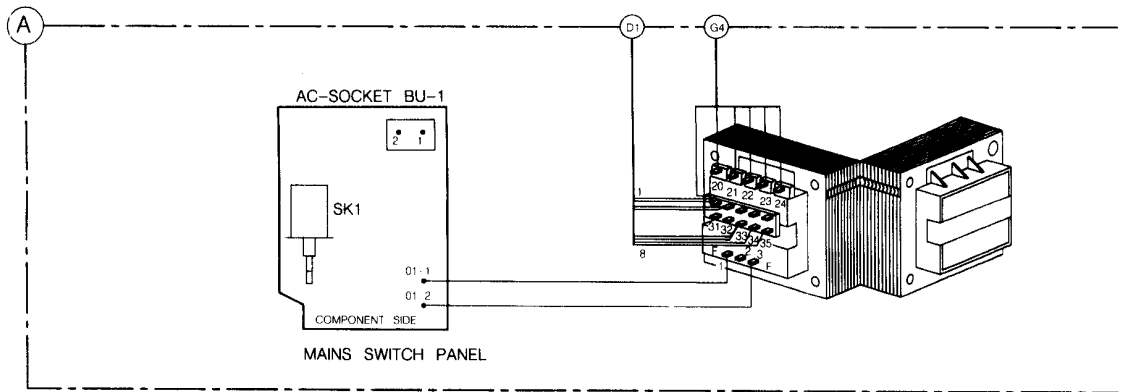 A
D1
G4
AC-SOCKET BU-1
2 1
20 21 22 23 24
1
SK1
31 32 33 34 35
8
F 2 3
1 F
01-1
01 2
COMPONENT SIDE
MAINS SWITCH PANEL